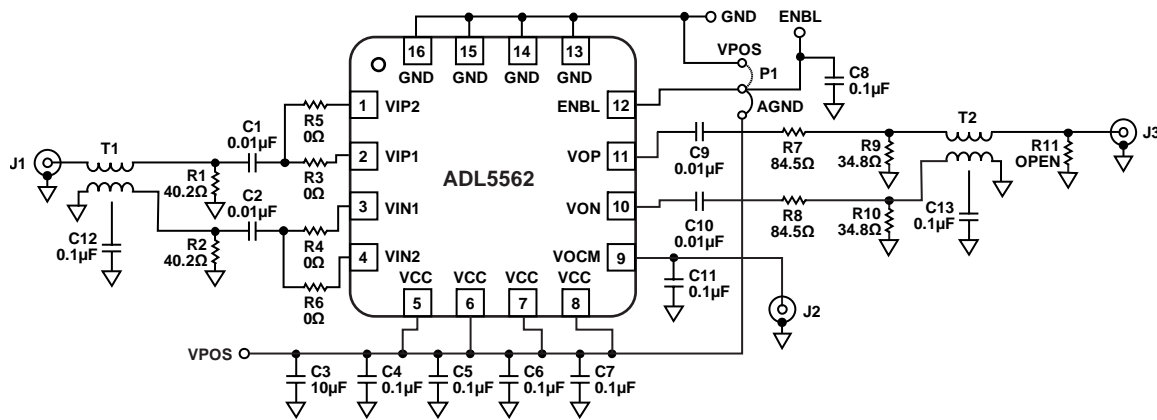 GND
ENBL
16
15
14
13
GND
GND
GND
GND
VPOS
P1
AGND
C8
0.1µF
ENBL
12
J1
T1
R1
40.2Ω
C1
0.01µF
R5
0Ω
1
VIP2
R3
0Ω
2
VIP1
ADL5562
VOP
11
C9
0.01µF
R7
84.5Ω
R9
34.8Ω
T2
R11
OPEN
J3
C12
0.1µF
R2
40.2Ω
C2
0.01µF
R4
0Ω
3
VIN1
R6
0Ω
4
VIN2
VON
10
C10
0.01µF
R8
84.5Ω
R10
34.8Ω
C13
0.1µF
VOCM
9
C11
0.1µF
J2
VCC
VCC
VCC
VCC
5
6
7
8
VPOS
C3
10µF
C4
0.1µF
C5
0.1µF
C6
0.1µF
C7
0.1µF